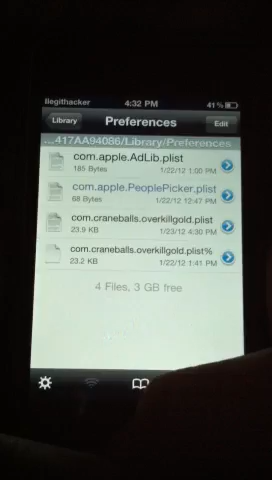 Ilegithacker 4:32 PM 41%
Library Preferences Edit
...417AA94086/Library/Preferences
com.apple.AdLib.plist
185 Bytes 1/22/12 1:00 PM
com.apple.PeoplePicker.plist
68 Bytes 1/22/12 12:47 PM
com.craneballs.overkillgold.plist
23.9 KB 1/23/12 4:30 PM
com.craneballs.overkillgold.plist%
23.2 KB 1/22/12 1:41 PM
4 Files, 3 GB free